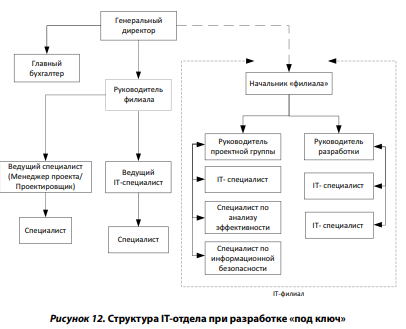 Генеральный
директор
Главный
бухгалтер
Руководитель
филиала
Начальник «филиала»
Ведущий специалист
(Менеджер проекта/
Проектировщик)
Ведущий
IT-специалист
Руководитель
проектной группы
Руководитель
разработки
IT- специалист
IT- специалист
Специалист
Специалист
Специалист по
анализу
эффективности
IT- специалист
Специалист по
информационной
безопасности
IT-филиал
Рисунок 12. Структура IT-отдела при разработке «под ключ»